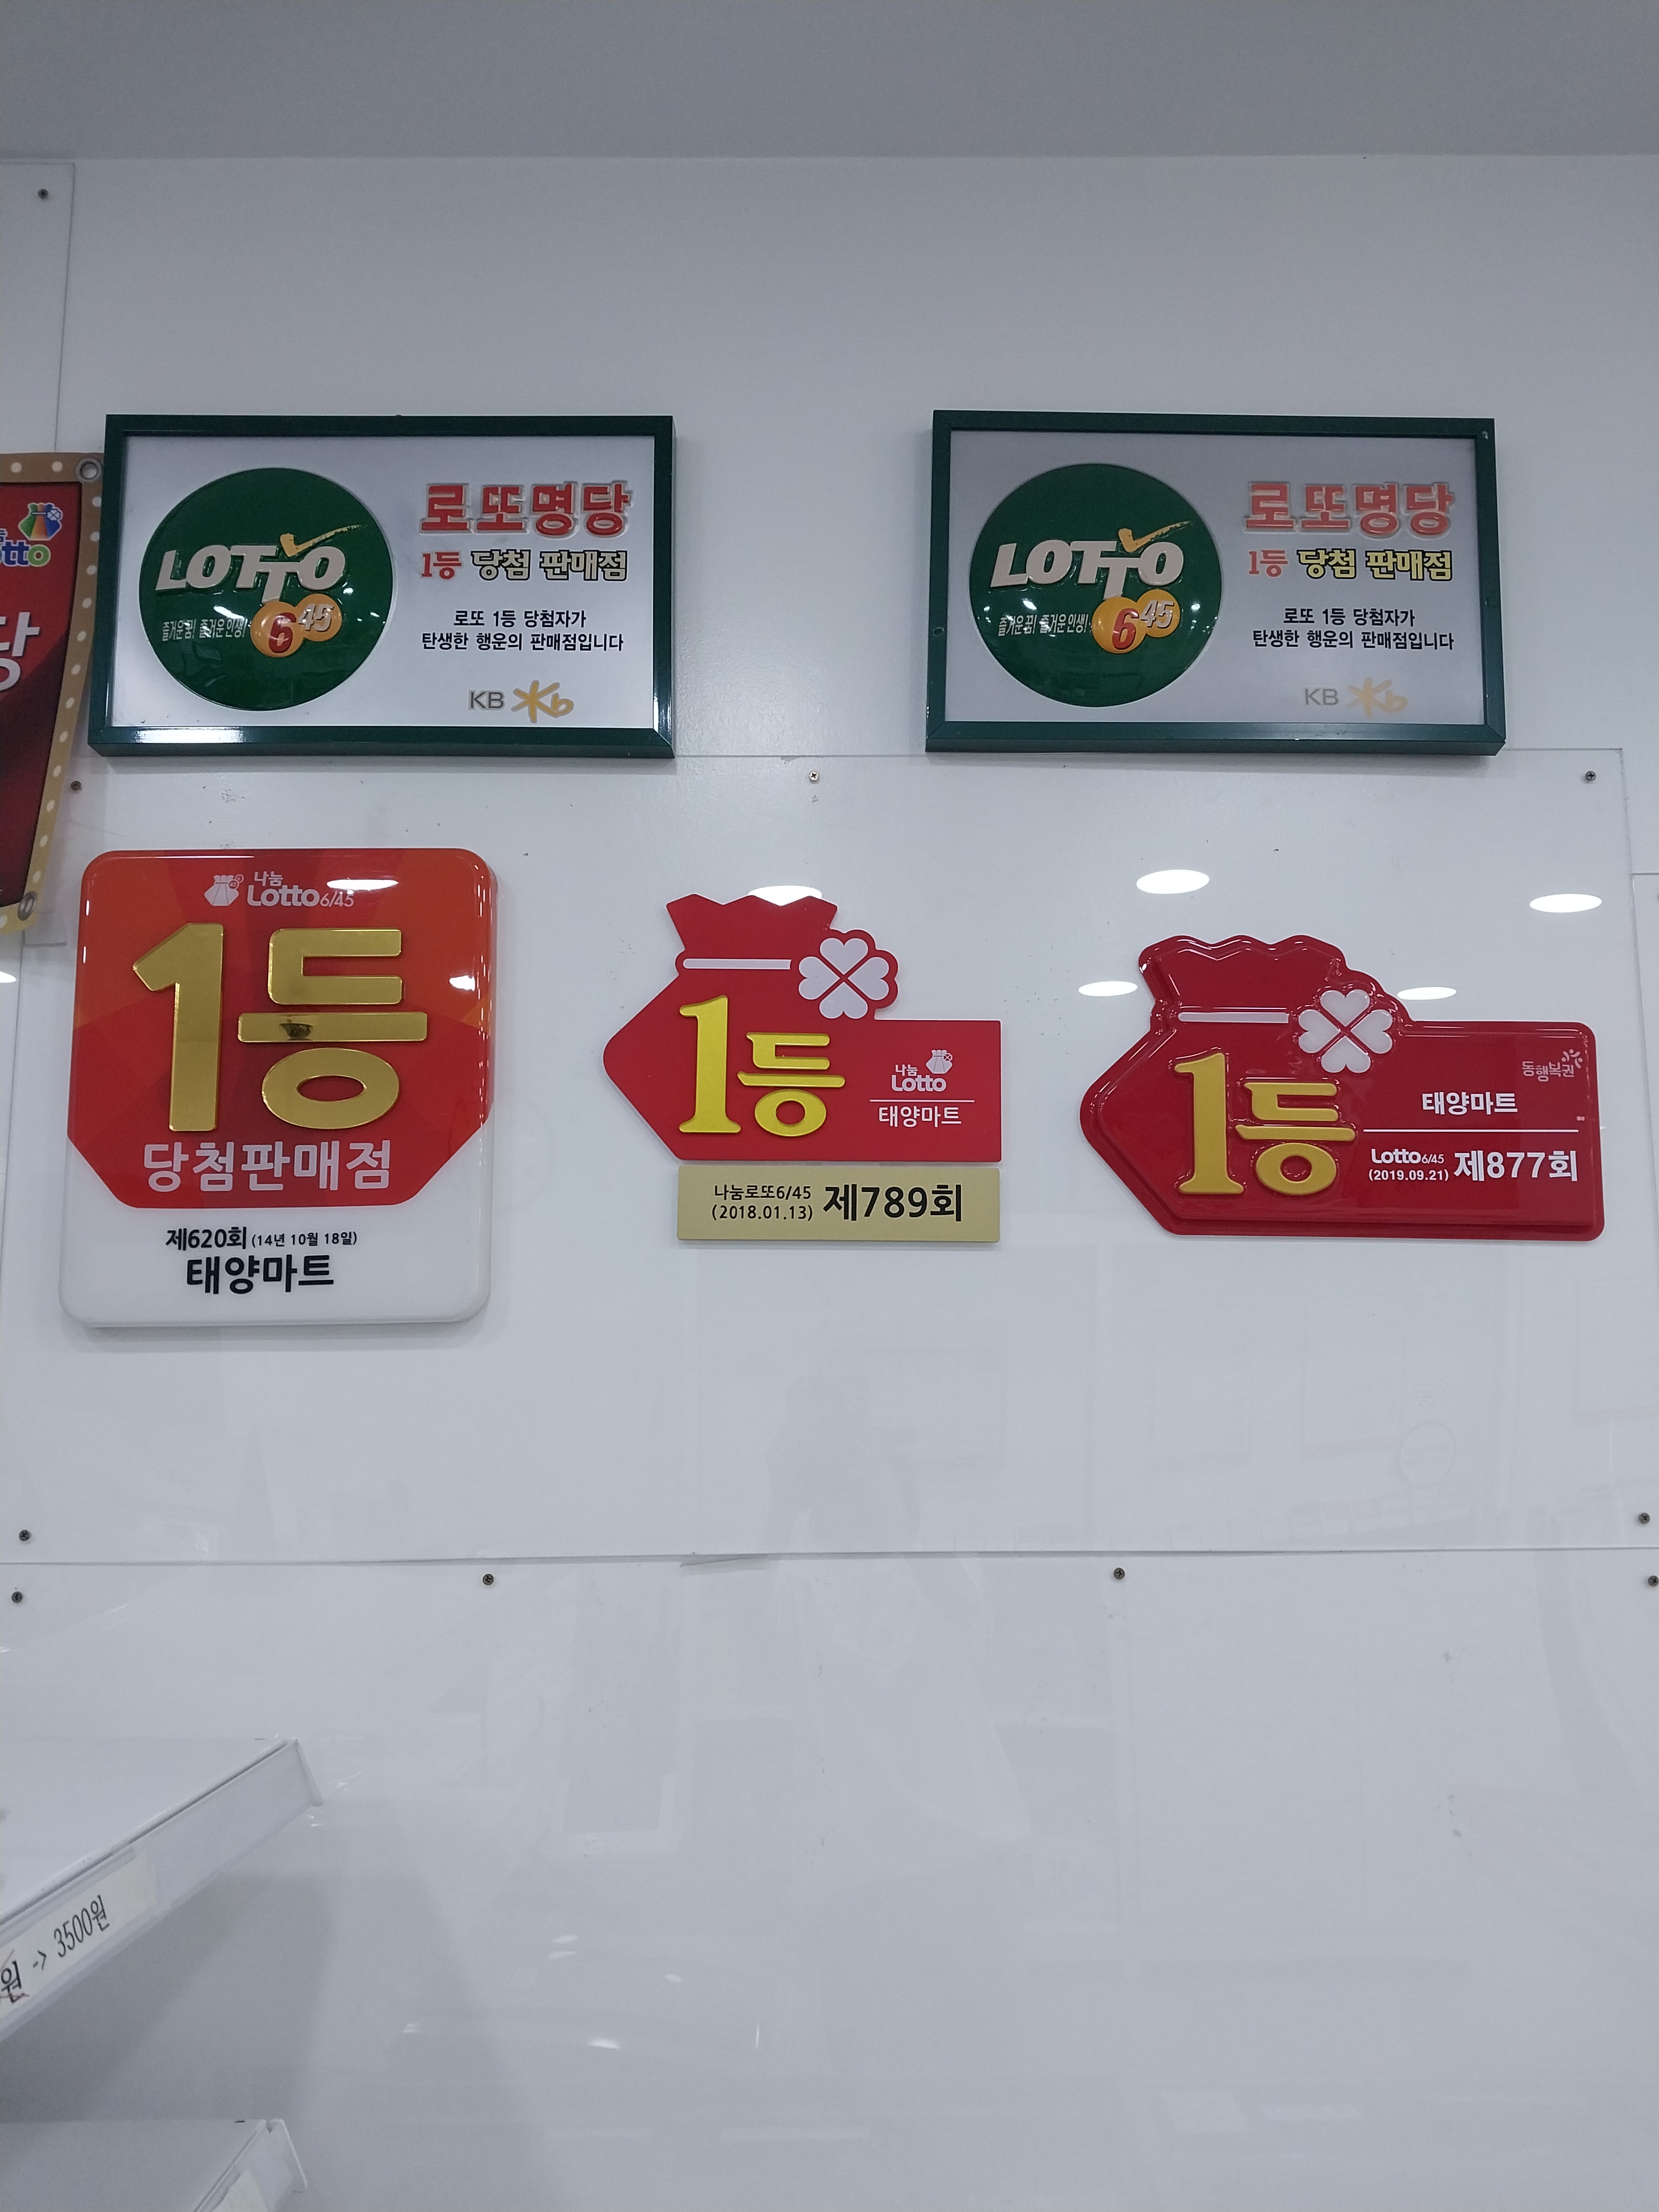 LOTTO
6 45
즐거운 꿈! 즐거운 인생!
로또명당
1등 당첨 판매점
로또 1등 당첨자가
탄생한 행운의 판매점입니다
KB
LOTTO
6 45
즐거운 꿈! 즐거운 인생!
로또명당
1등 당첨 판매점
로또 1등 당첨자가
탄생한 행운의 판매점입니다
KB
당
나눔
Lotto6/45
1등
당첨판매점
제620회 (14년 10월 18일)
태양마트
1등
나눔
Lotto
태양마트
나눔로또6/45
(2018.01.13)
제789회
1등
동행복권
태양마트
Lotto6/45
(2019.09.21)
제877회
원 -> 3500원